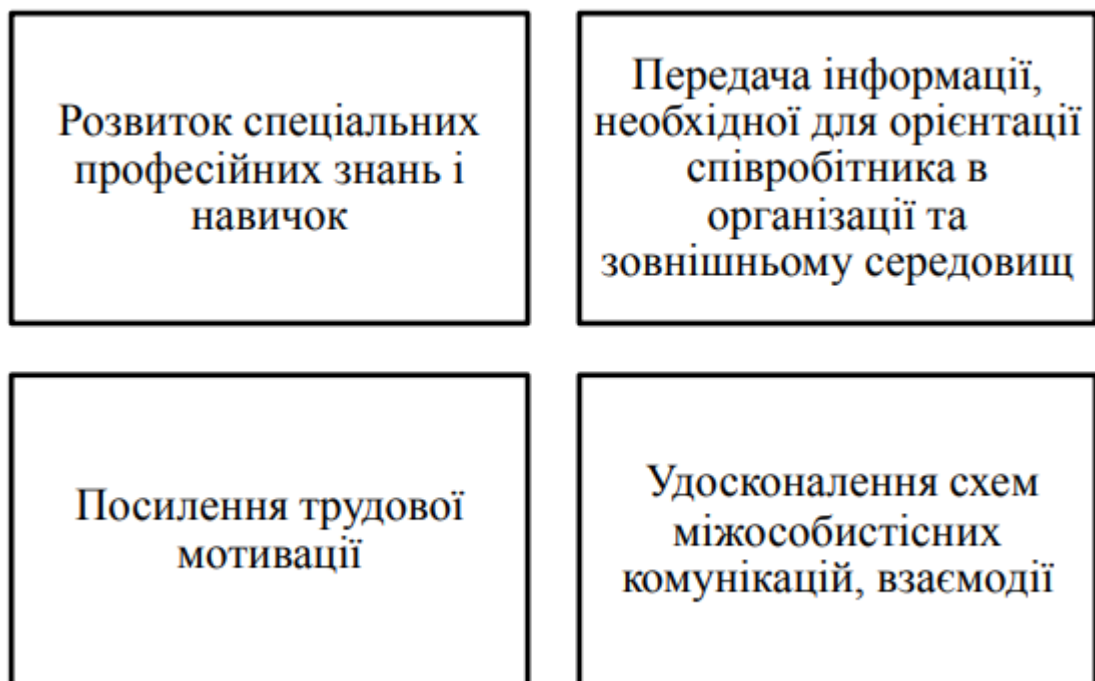 Розвиток спеціальних
професійних знань і
навичок
Передача інформації,
необхідної для орієнтації
співробітника в
організації та
зовнішньому середовищ
Посилення трудової
мотивації
Удосконалення схем
міжособистісних
комунікацій, взаємодії